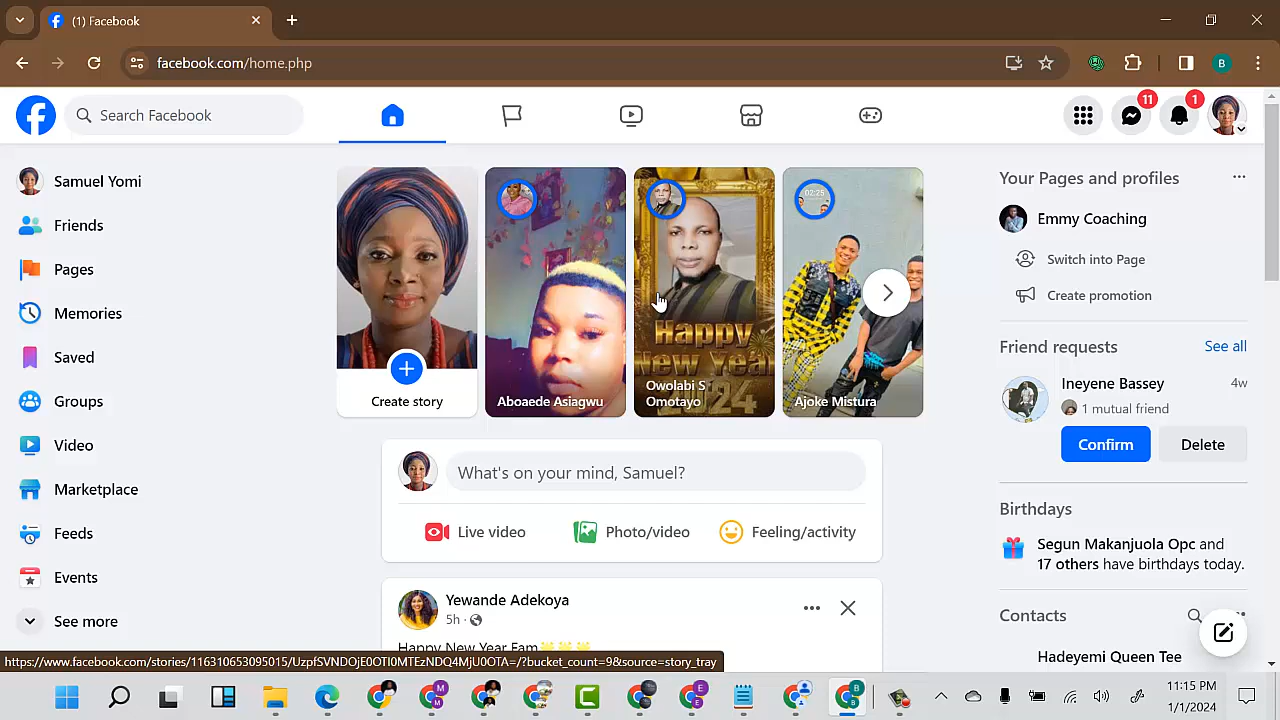 (1) Facebook
facebook.com/home.php
B
Search Facebook
11
1
Samuel Yomi
Friends
Pages
Memories
Saved
Groups
Video
Marketplace
Feeds
Events
See more
Create story
Aboaede Asiagwu
Happy
New Year
2024
Owolabi S
Omotayo
02:25
Ajoke Mistura
What's on your mind, Samuel?
Live video
Photo/video
Feeling/activity
Yewande Adekoya
5h ·
Happy New Year Fam
Your Pages and profiles
Emmy Coaching
Switch into Page
Create promotion
Friend requests
See all
Ineyene Bassey
4w
1 mutual friend
Confirm
Delete
Birthdays
Segun Makanjuola Opc and
17 others have birthdays today.
Contacts
Hadeyemi Queen Tee
https://www.facebook.com/stories/116310653095015/UzpfSVNDOjE0OTI0MTEzNDQ4MjU0OTA=/?bucket_count=9&source=story_tray
M
M
E
B
11:15 PM
1/1/2024